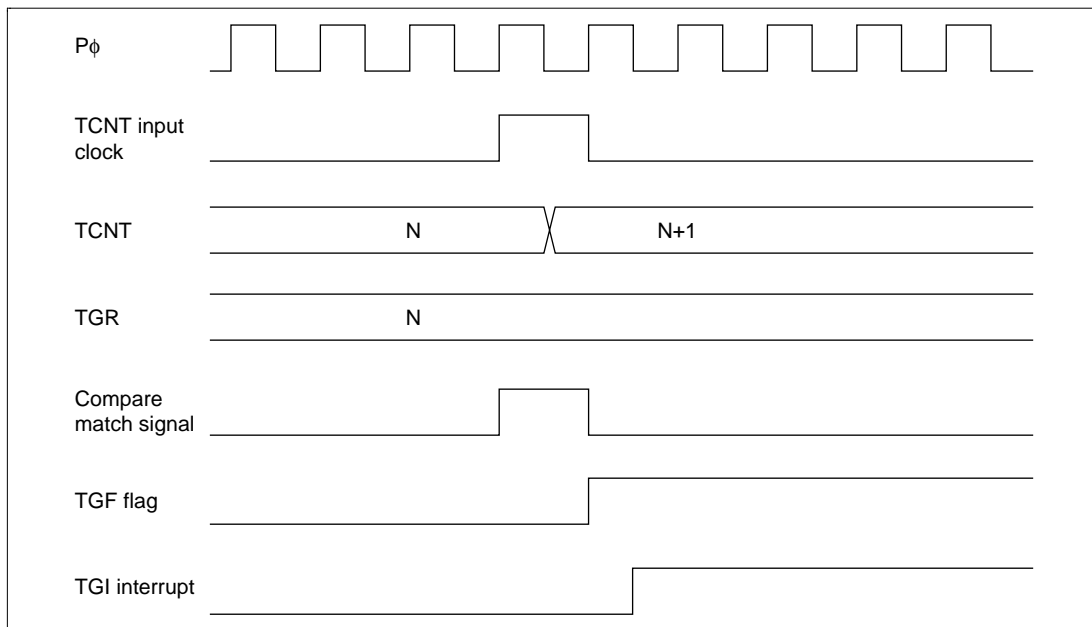 Pϕ
TCNT input
clock
TCNT
N
N+1
TGR
N
Compare
match signal
TGF flag
TGI interrupt